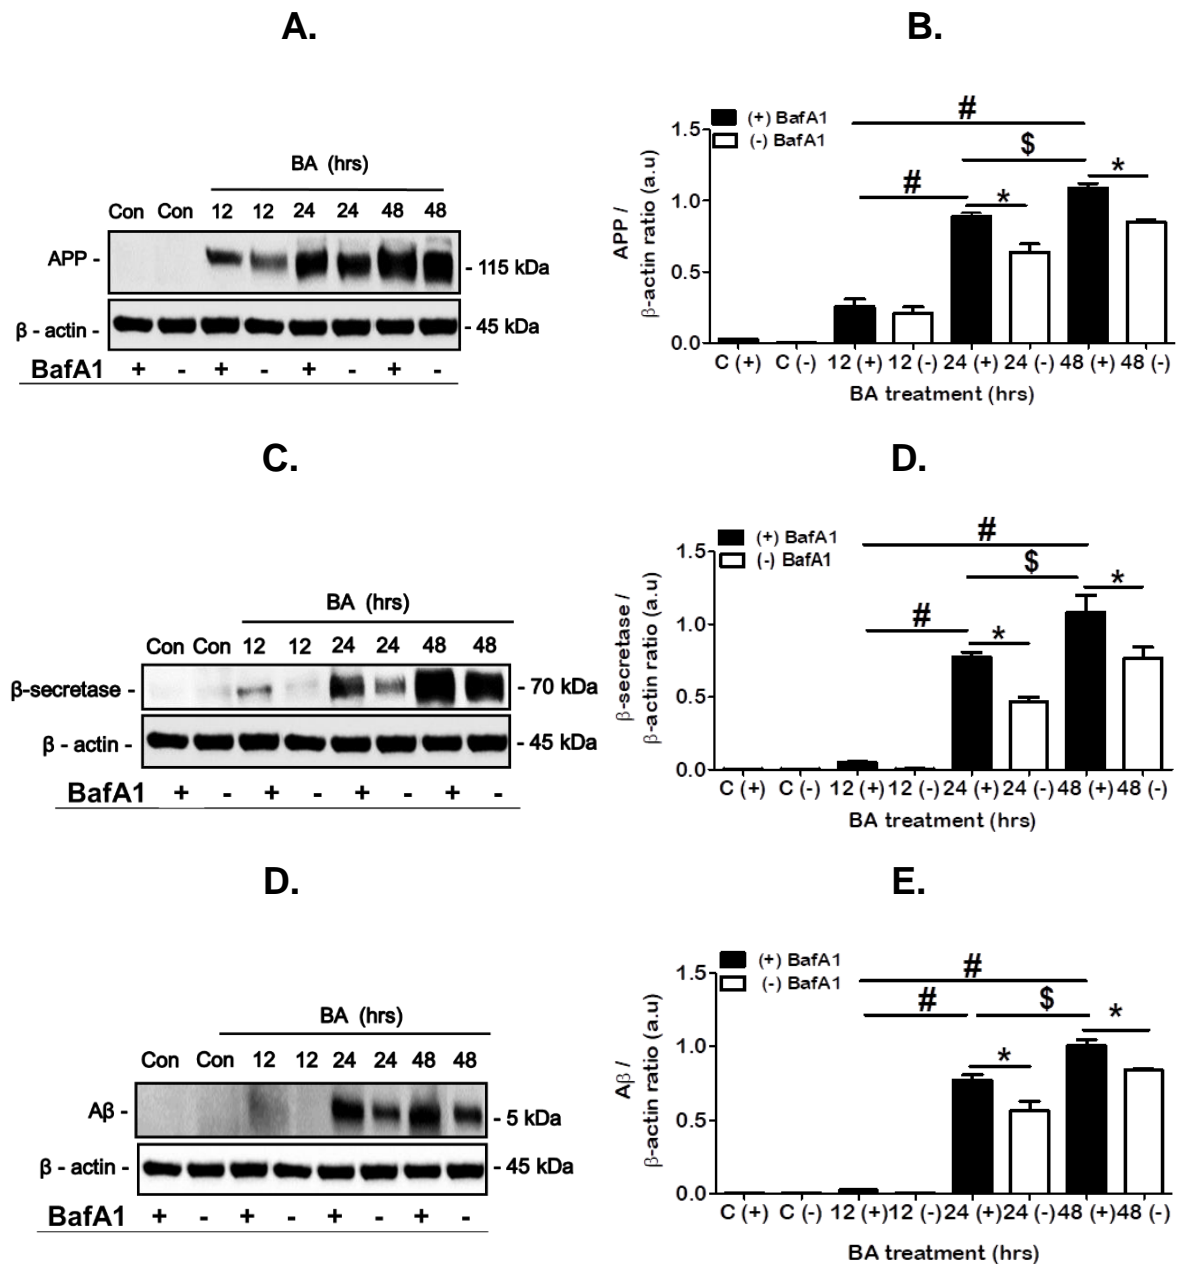 A.
BA (hrs)
Con Con 12 12 24 24 48 48
APP -
- 115 kDa
β - actin -
- 45 kDa
BafA1 + - + - + - + -
B.
(+) BafA1
(-) BafA1
#
$
#
*
*
APP /
β-actin ratio (a.u)
1.5
1.0
0.5
0.0
C (+) C (-) 12 (+) 12 (-) 24 (+) 24 (-) 48 (+) 48 (-)
BA treatment (hrs)
C.
BA (hrs)
Con Con 12 12 24 24 48 48
β-secretase -
- 70 kDa
β - actin -
- 45 kDa
BafA1 + - + - + - + -
D.
(+) BafA1
(-) BafA1
#
$
*
#
*
β-secretase /
β-actin ratio (a.u)
1.5
1.0
0.5
0.0
C (+) C (-) 12 (+) 12 (-) 24 (+) 24 (-) 48 (+) 48 (-)
BA treatment (hrs)
D.
BA (hrs)
Con Con 12 12 24 24 48 48
Aβ -
- 5 kDa
β - actin -
- 45 kDa
BafA1 + - + - + - + -
E.
(+) BafA1
(-) BafA1
#
#
$
*
*
Aβ /
β-actin ratio (a.u)
1.5
1.0
0.5
0.0
C (+) C (-) 12 (+) 12 (-) 24 (+) 24 (-) 48 (+) 48 (-)
BA treatment (hrs)